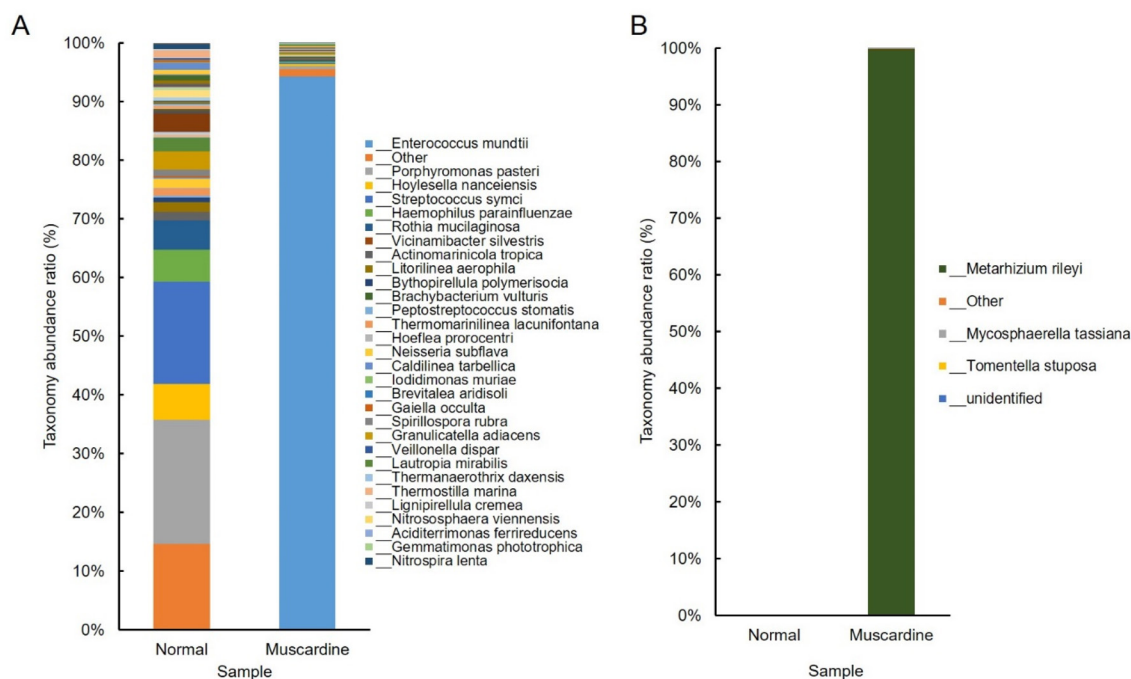 A
Taxonomy abundance ratio (%)
100%
90%
80%
70%
60%
50%
40%
30%
20%
10%
0%
Normal
Muscardine
Sample
__Enterococcus mundtii
__Other
__Porphyromonas pasteri
__Hoylesella nanceiensis
__Streptococcus symci
__Haemophilus parainfluenzae
__Rothia mucilaginosa
__Vicinamibacter silvestris
__Actinomarinicola tropica
__Litorilinea aerophila
__Bythopirellula polymerisocia
__Brachybacterium vulturis
__Peptostreptococcus stomatis
__Thermomarinilinea lacunifontana
__Hoeflea prorocentri
__Neisseria subflava
__Caldilinea tarbellica
__Iodidimonas muriae
__Brevitalea aridisoli
__Gaiella occulta
__Spirillospora rubra
__Granulicatella adiacens
__Veillonella dispar
__Lautropia mirabilis
__Thermanaerothrix daxensis
__Thermostilla marina
__Lignipirellula cremea
__Nitrososphaera viennensis
__Aciditerrimonas ferrireducens
__Gemmatimonas phototrophica
__Nitrospira lenta
B
Taxonomy abundance ratio (%)
100%
90%
80%
70%
60%
50%
40%
30%
20%
10%
0%
Normal
Muscardine
Sample
__Metarhizium rileyi
__Other
__Mycosphaerella tassiana
__Tomentella stuposa
__unidentified